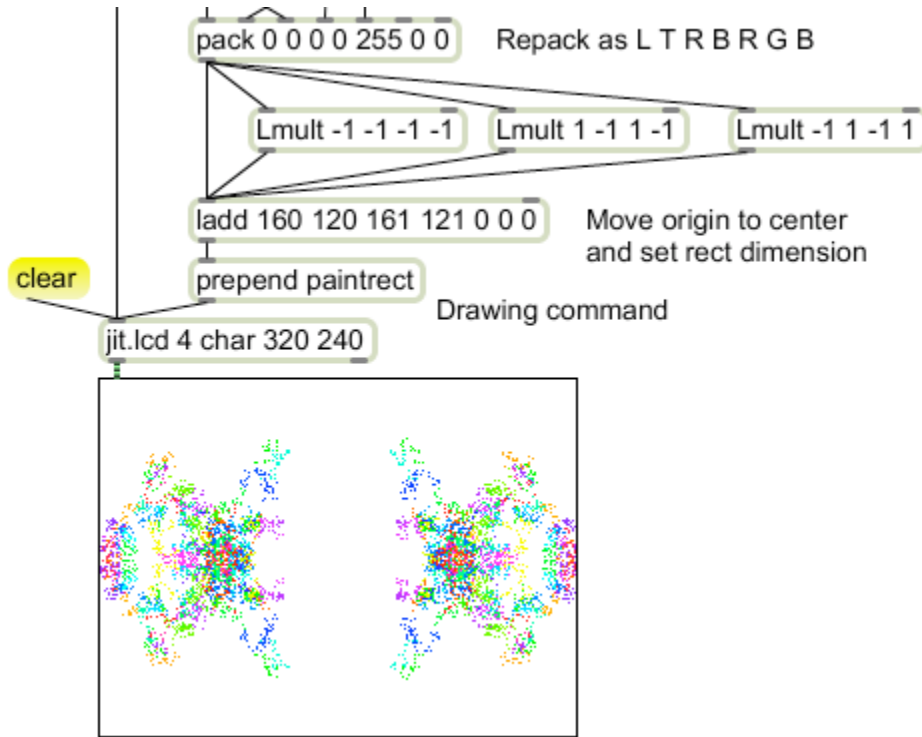 pack 0 0 0 0 255 0 0
Repack as L T R B R G B
Lmult -1 -1 -1 -1
Lmult 1 -1 1 -1
Lmult -1 1 -1 1
ladd 160 120 161 121 0 0 0
Move origin to center
and set rect dimension
clear
prepend paintrect
Drawing command
jit.lcd 4 char 320 240